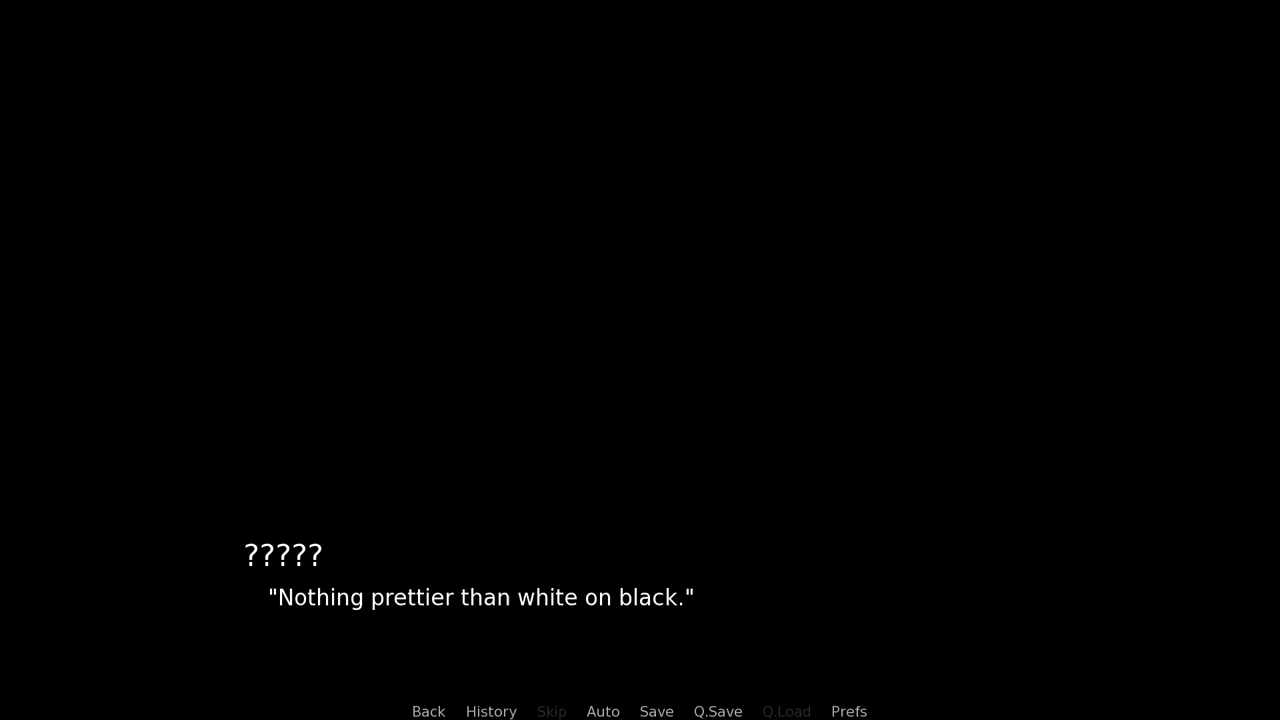 ?????
"Nothing prettier than white on black."
Back History Skip Auto Save Q.Save Q.Load Prefs